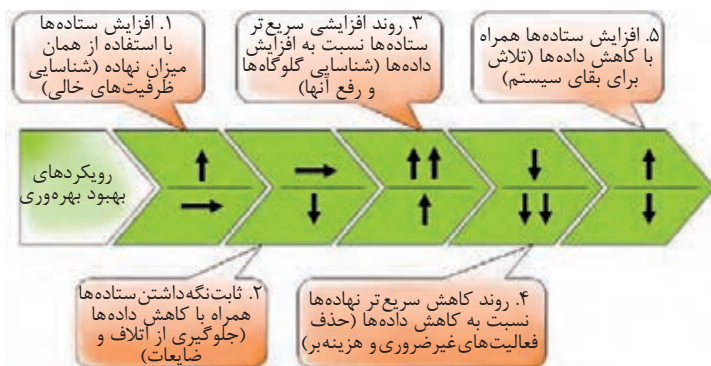 رویکردهای
بهبود بهره‌وری
۱. افزایش ستاده‌ها
با استفاده از همان
میزان نهاده (شناسایی
ظرفیت‌های خالی)
۲. ثابت‌نگه‌داشتن ستاده‌ها
همراه با کاهش داده‌ها
(جلوگیری از اتلاف و
ضایعات)
۳. روند افزایشی سریع‌تر
ستاده‌ها نسبت به افزایش
داده‌ها (شناسایی گلوگاه‌ها
و رفع آنها)
۴. روند کاهش سریع‌تر نهاده‌ها
نسبت به کاهش داده‌ها (حذف
فعالیت‌های غیرضروری و هزینه‌بر)
۵. افزایش ستاده‌ها همراه
با کاهش داده‌ها (تلاش
برای بقای سیستم)